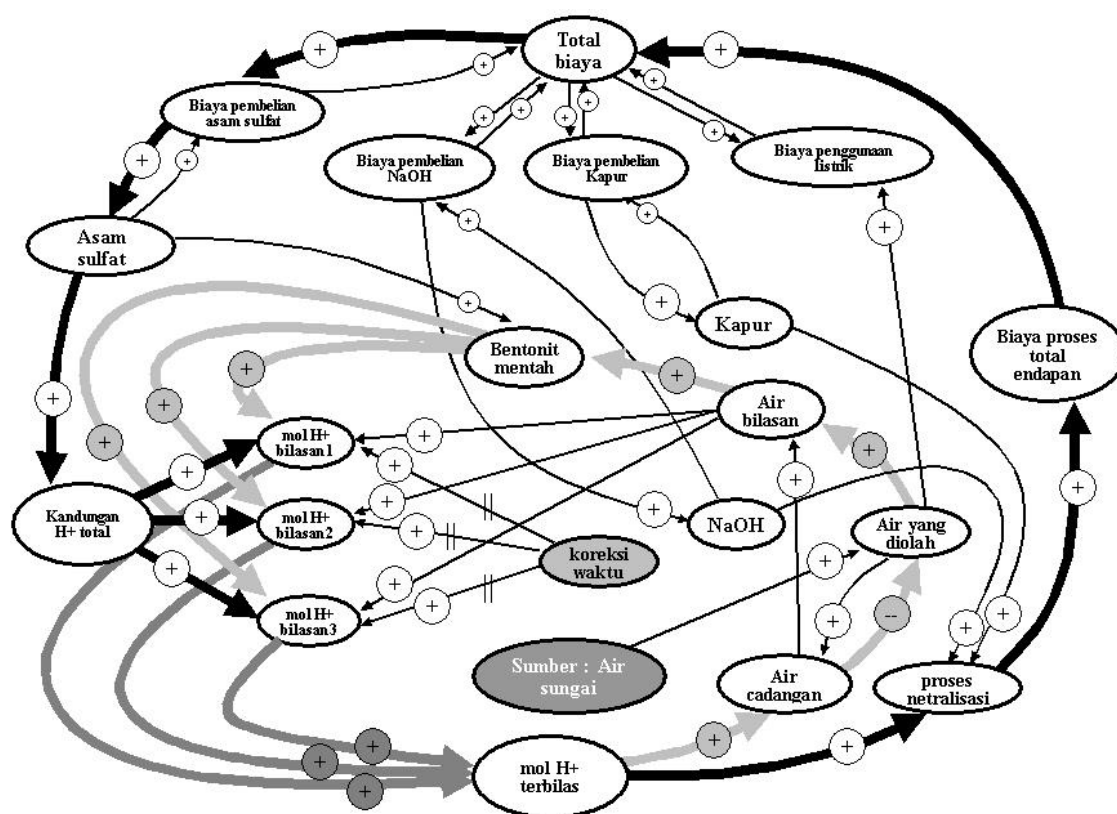 Total
biaya
Biaya pembelian
asam sulfat
Biaya pembelian
NaOH
Biaya pembelian
Kapur
Biaya penggunaan
listrik
Asam
sulfat
Kapur
Biaya proses
total
endapan
Bentonit
mentah
Air
bilasan
mol H+
bilasan1
Kandungan
H+ total
mol H+
bilasan2
NaOH
Air yang
diolah
koreksi
waktu
mol H+
bilasan3
Sumber : Air
sungai
Air
cadangan
proses
netralisasi
mol H+
terbilas